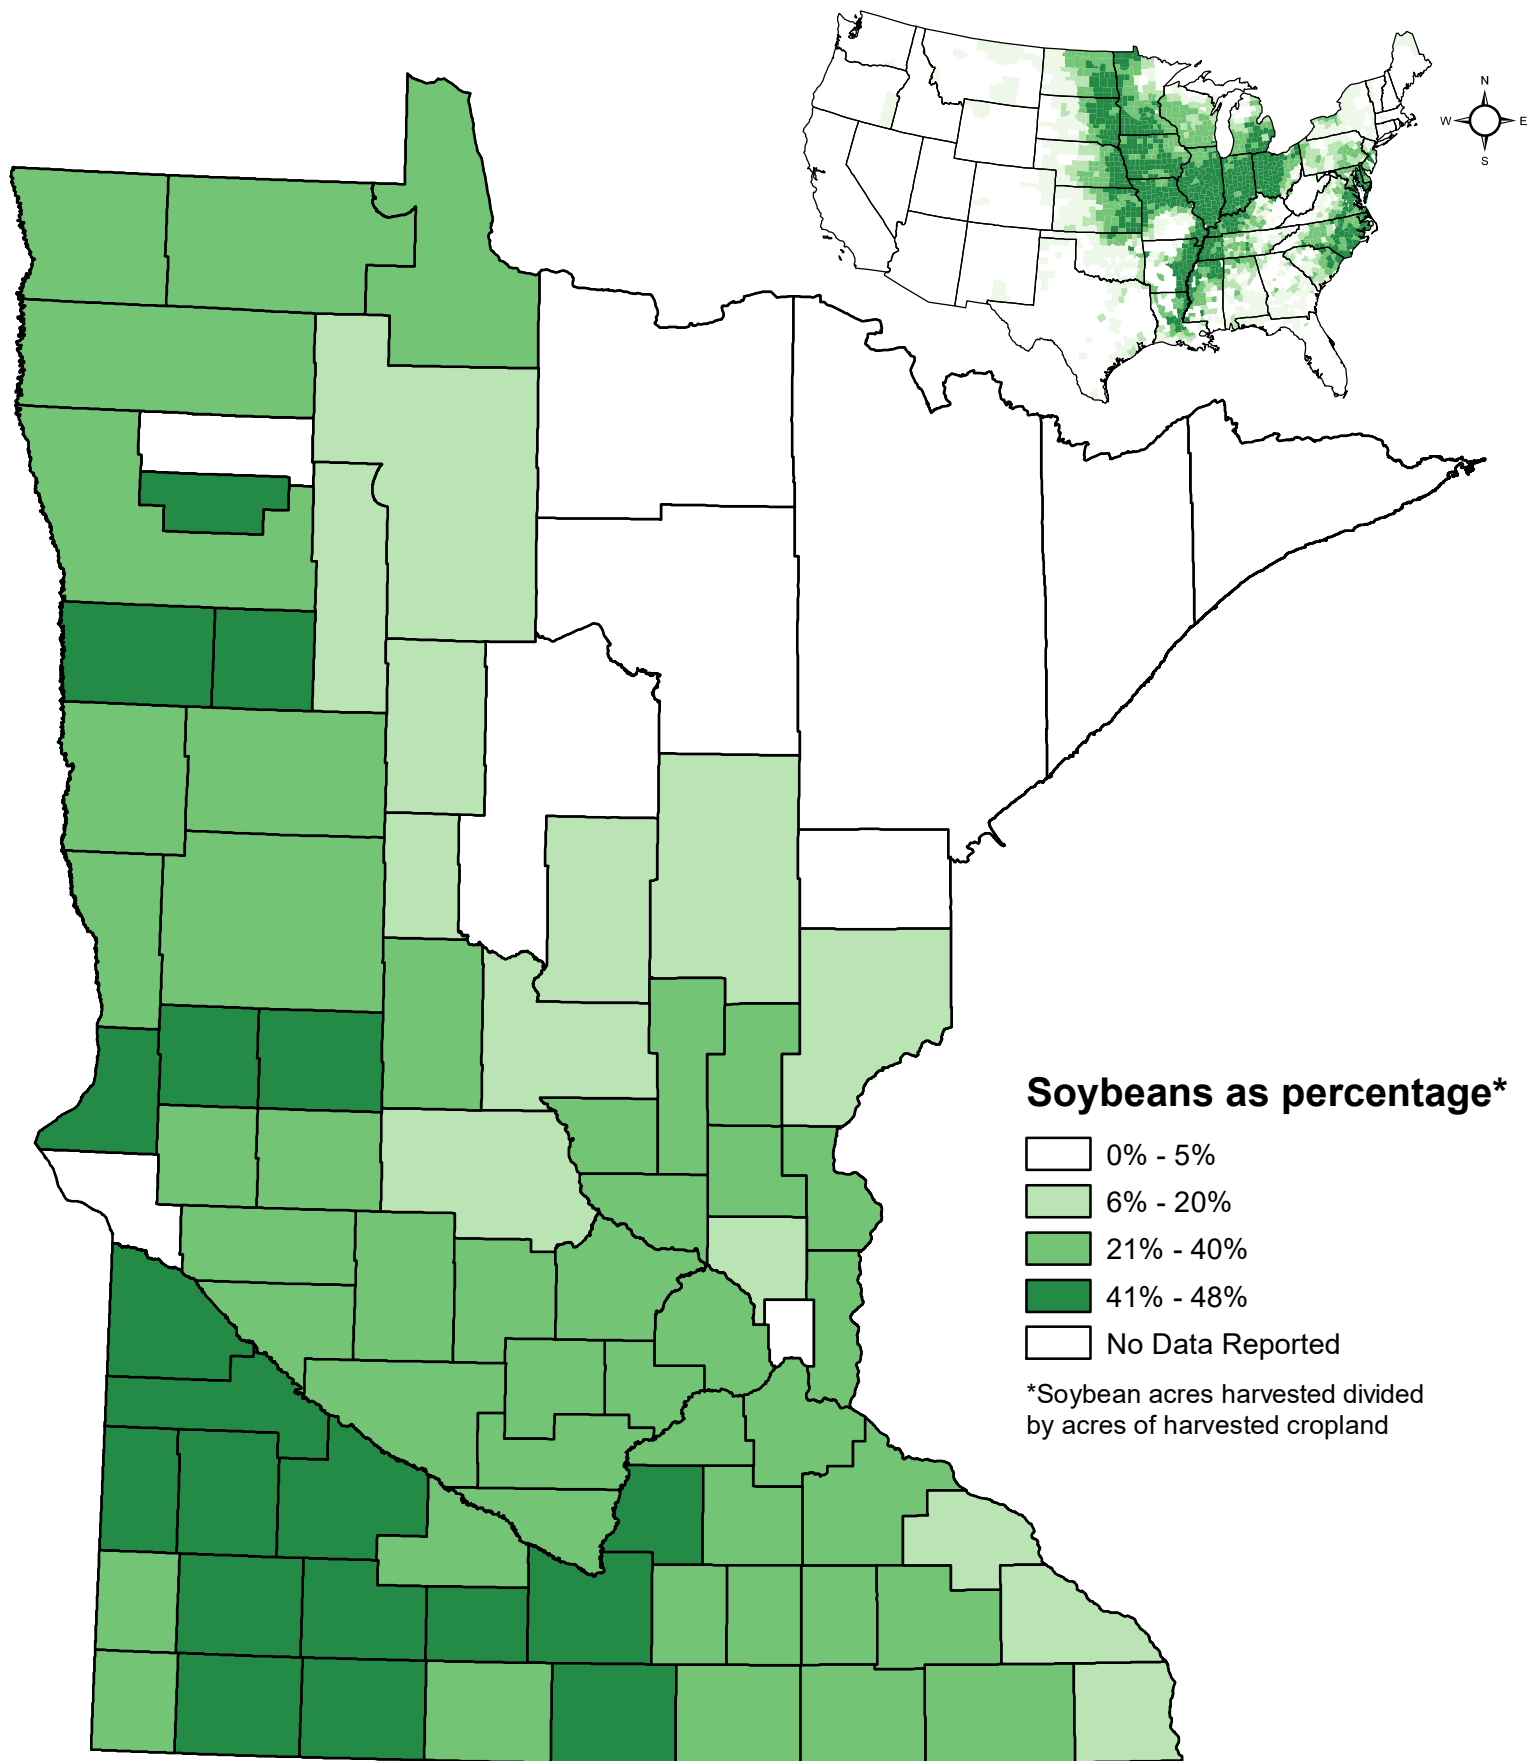 N
W E
S
Soybeans as percentage*
0% - 5%
6% - 20%
21% - 40%
41% - 48%
No Data Reported
*Soybean acres harvested divided
by acres of harvested cropland